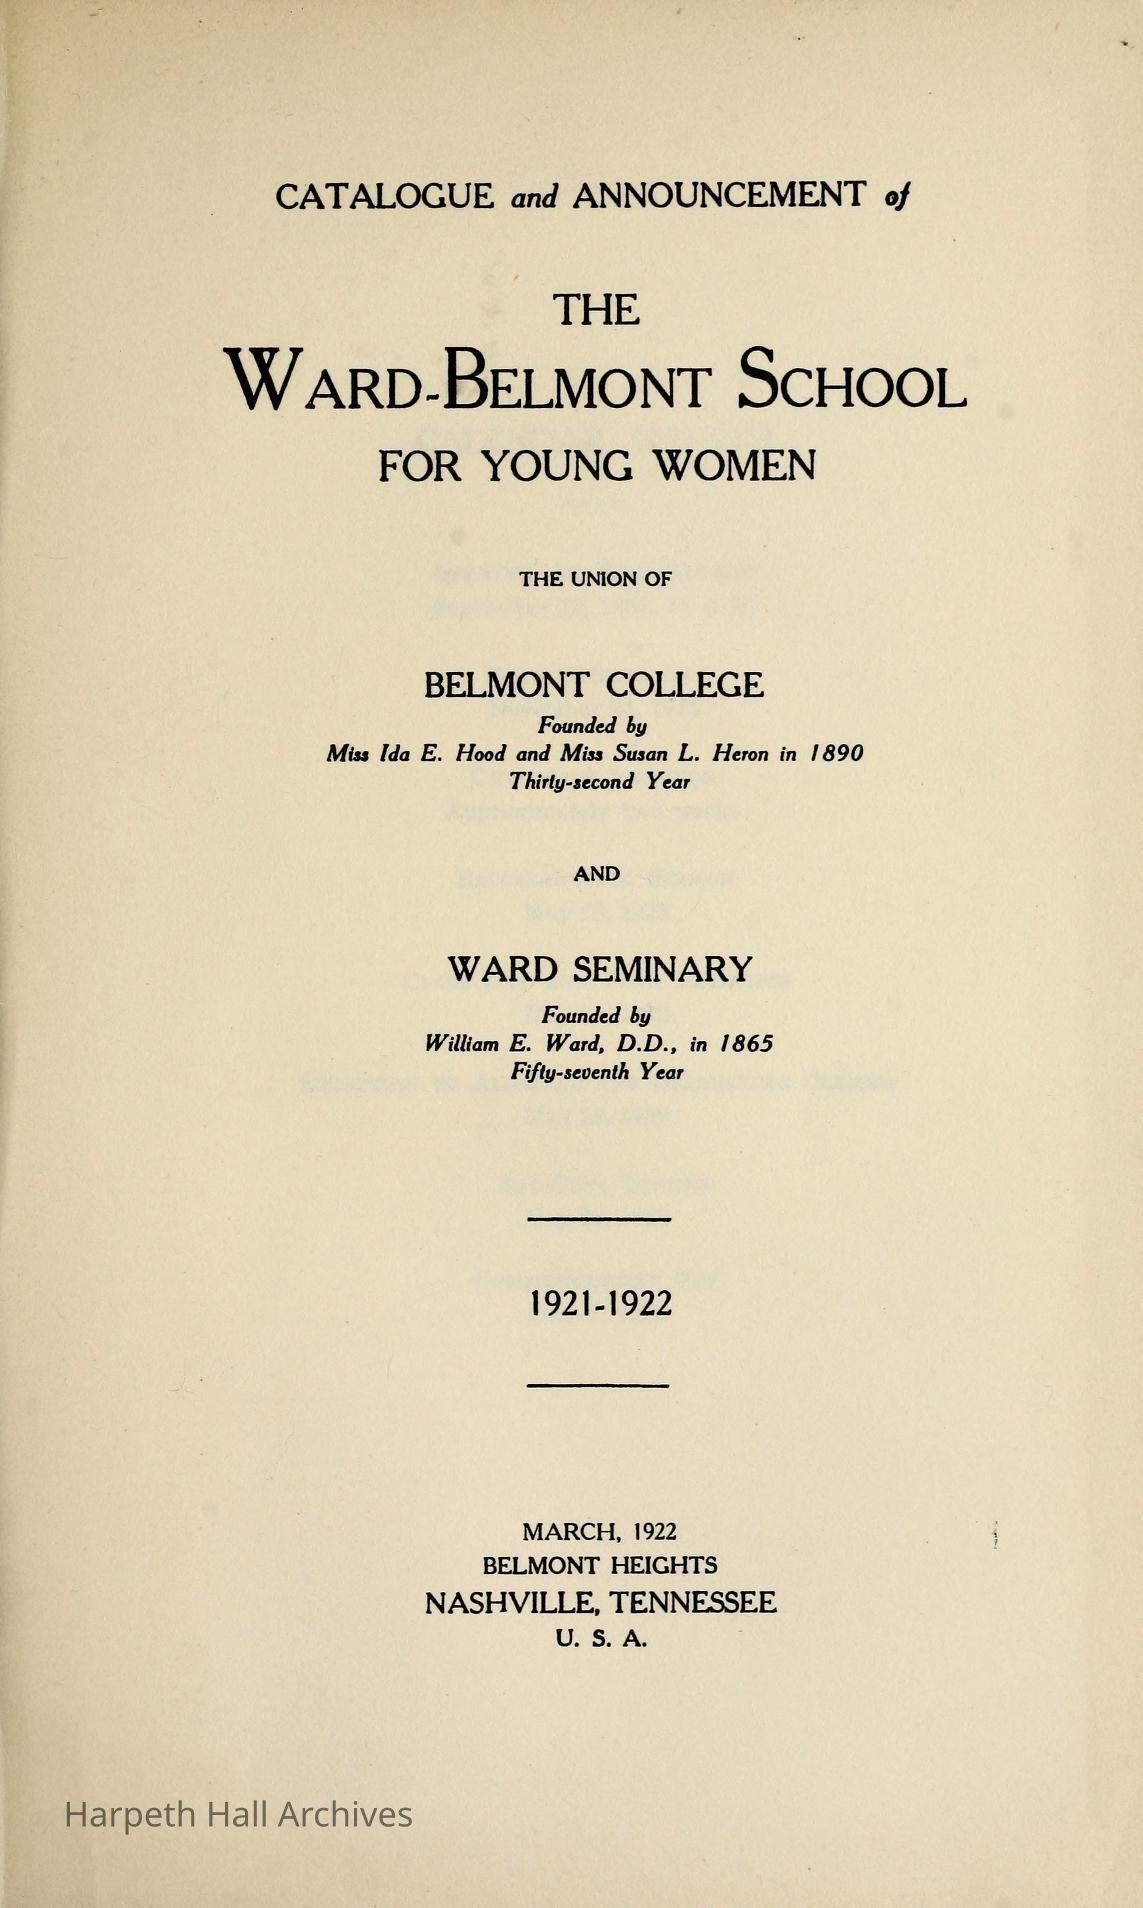 CATALOGUE and ANNOUNCEMENT of
THE
WARD-BELMONT SCHOOL
FOR YOUNG WOMEN
THE UNION OF
BELMONT COLLEGE
Founded by
Miss Ida E. Hood and Miss Susan L. Heron in 1890
Thirty-second Year
AND
WARD SEMINARY
Founded by
William E. Ward, D.D., in 1865
Fifty-seventh Year
1921-1922
MARCH, 1922
BELMONT HEIGHTS
NASHVILLE, TENNESSEE
U. S. A.
Harpeth Hall Archives